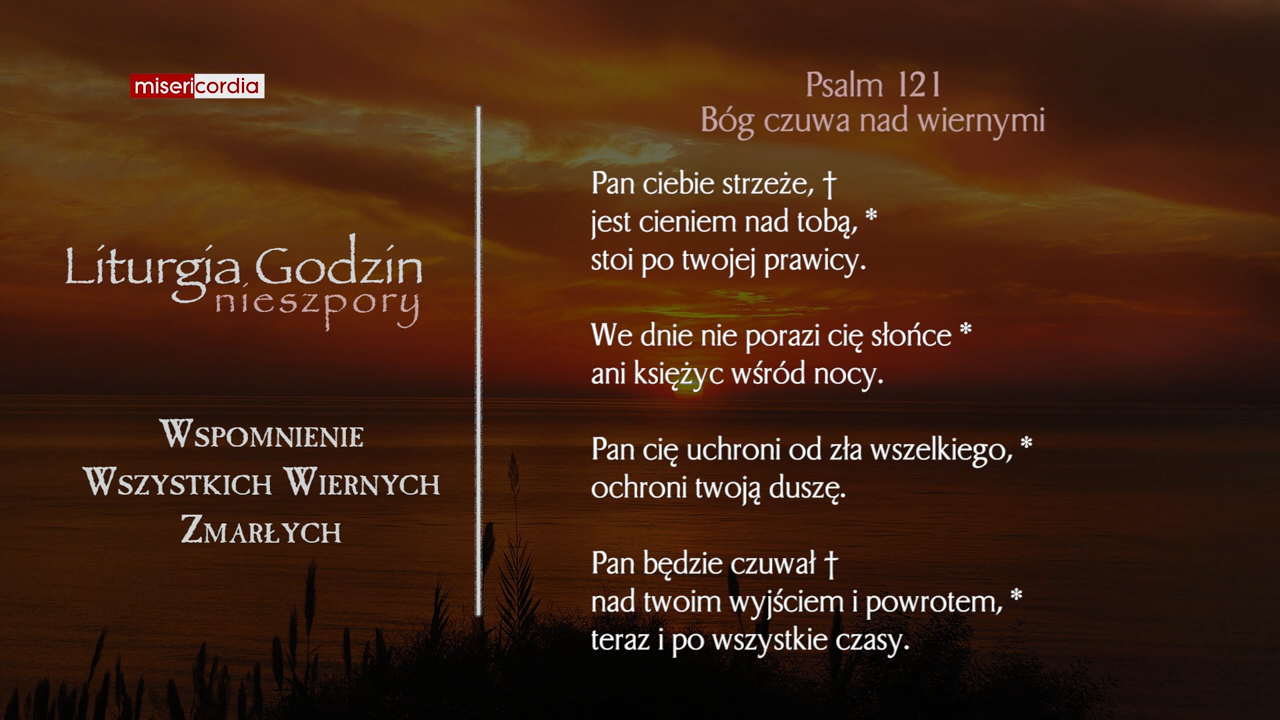 misericordia
Liturgia Godzin
nieszpory
Wspomnienie
Wszystkich Wiernych
Zmarłych
Psalm 121
Bóg czuwa nad wiernymi
Pan ciebie strzeże, †
jest cieniem nad tobą, *
stoi po twojej prawicy.
We dnie nie porazi cię słońce *
ani księżyc wśród nocy.
Pan cię uchroni od zła wszelkiego, *
ochroni twoją duszę.
Pan będzie czuwał †
nad twoim wyjściem i powrotem, *
teraz i po wszystkie czasy.